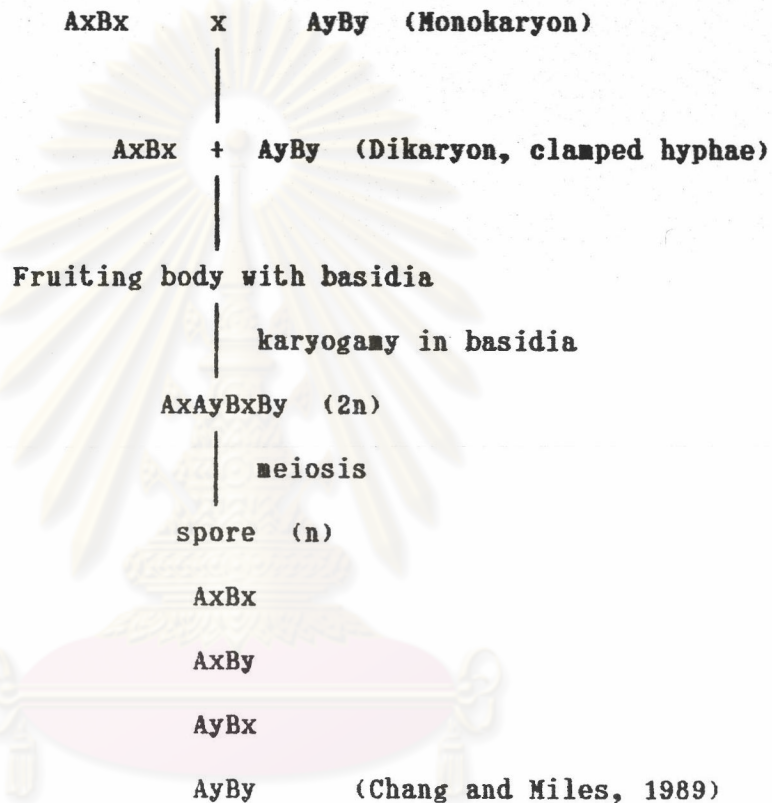 AxBx x AyBy (Monokaryon)
AxBx + AyBy (Dikaryon, clamped hyphae)
Fruiting body with basidia
karyogamy in basidia
AxAyBxBy (2n)
meiosis
spore (n)
AxBx
AxBy
AyBx
AyBy (Chang and Miles, 1989)